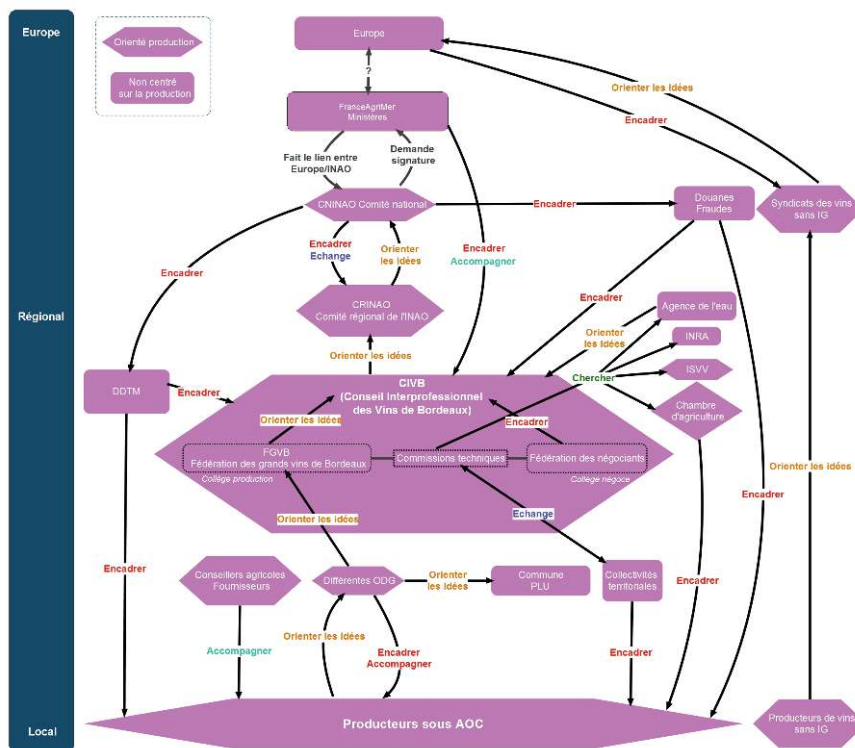 Europe
Orienté production
Non centré
sur la production
Europe
?
FranceAgriMer
Ministères
Orienter les Idées
Encadrer
Fait le lien entre
Europe/INAO
Demande
signature
CNINAO Comité national
Encadrer
Douanes
Fraudes
Syndicats des vins
sans IG
Encadrer
Echange
Orienter
les Idées
Encadrer
Accompagner
Encadrer
Encadrer
Régional
CRINAO
Comité régional de l'INAO
Agence de l'eau
Orienter
les Idées
INRA
Orienter les idées
ISVV
Chercher
DDTM
Encadrer
CIVB
(Conseil Interprofessionnel
des Vins de Bordeaux)
Chambre
d'agriculture
Orienter les Idées
Encadrer
FGVB
Fédération des grands vins de Bordeaux
Commissions techniques
Fédération des négociants
Collège production
Collège négoce
Orienter les idées
Encadrer
Orienter les idées
Echange
Encadrer
Conseillers agricoles
Fournisseurs
Différentes ODG
Orienter
les Idées
Commune
PLU
Collectivités
territoriales
Encadrer
Orienter les Idées
Accompagner
Encadrer
Accompagner
Encadrer
Local
Producteurs sous AOC
Producteurs de vins
sans IG